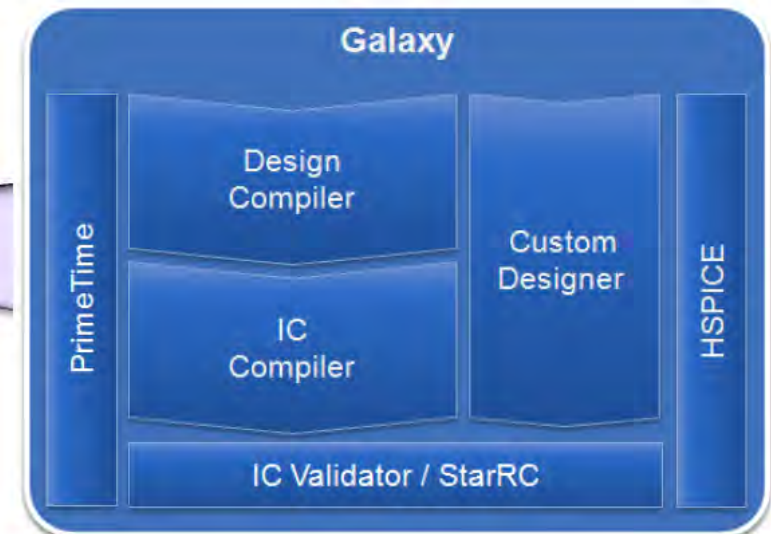 Galaxy
PrimeTime
Design
Compiler
IC
Compiler
Custom
Designer
HSPICE
IC Validator / StarRC